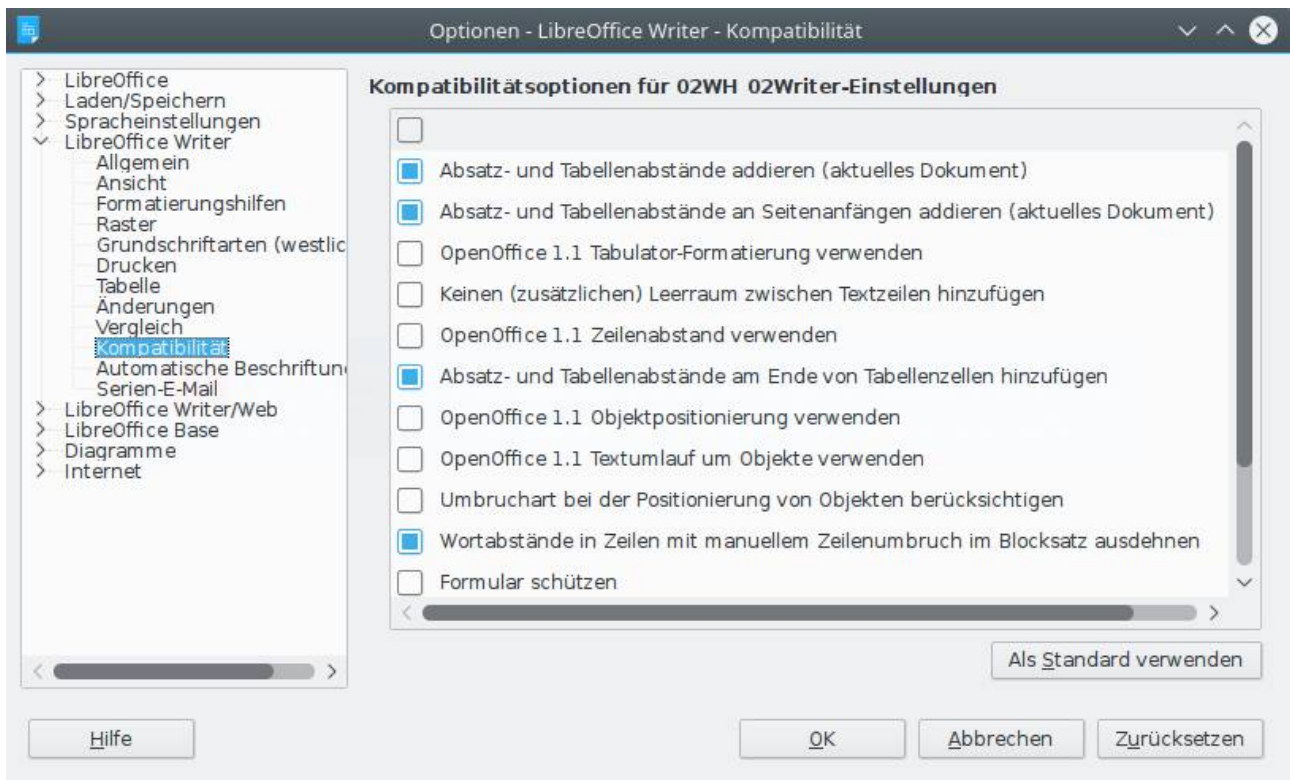 Optionen - LibreOffice Writer - Kompatibilität
LibreOffice
Laden/Speichern
Spracheinstellungen
LibreOffice Writer
Allgemein
Ansicht
Formatierungshilfen
Raster
Grundschriftarten (westlic
Drucken
Tabelle
Änderungen
Vergleich
Kompatibilität
Automatische Beschriftun
Serien-E-Mail
LibreOffice Writer/Web
LibreOffice Base
Diagramme
Internet
Kompatibilitätsoptionen für 02WH 02Writer-Einstellungen
Absatz- und Tabellenabstände addieren (aktuelles Dokument)
Absatz- und Tabellenabstände an Seitenanfängen addieren (aktuelles Dokument)
OpenOffice 1.1 Tabulator-Formatierung verwenden
Keinen (zusätzlichen) Leerraum zwischen Textzeilen hinzufügen
OpenOffice 1.1 Zeilenabstand verwenden
Absatz- und Tabellenabstände am Ende von Tabellenzellen hinzufügen
OpenOffice 1.1 Objektpositionierung verwenden
OpenOffice 1.1 Textumlauf um Objekte verwenden
Umbruchart bei der Positionierung von Objekten berücksichtigen
Wortabstände in Zeilen mit manuellem Zeilenumbruch im Blocksatz ausdehnen
Formular schützen
Als Standard verwenden
Hilfe
OK
Abbrechen
Zurücksetzen